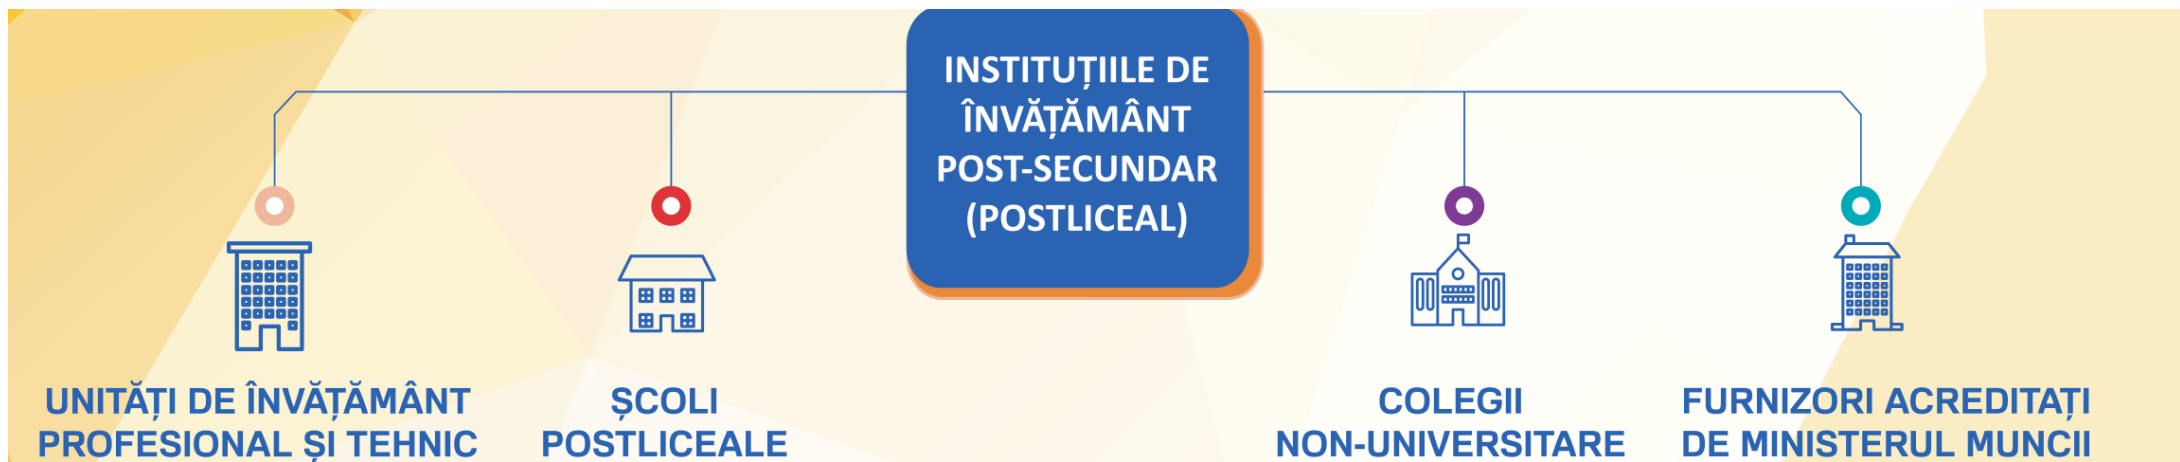 INSTITUȚIILE DE
ÎNVĂȚĂMÂNT
POST-SECUNDAR
(POSTLICEAL)
UNITĂȚI DE ÎNVĂȚĂMÂNT
PROFESIONAL ȘI TEHNIC
ȘCOLI
POSTLICEALE
COLEGII
NON-UNIVERSITARE
FURNIZORI ACREDITAȚI
DE MINISTERUL MUNCII